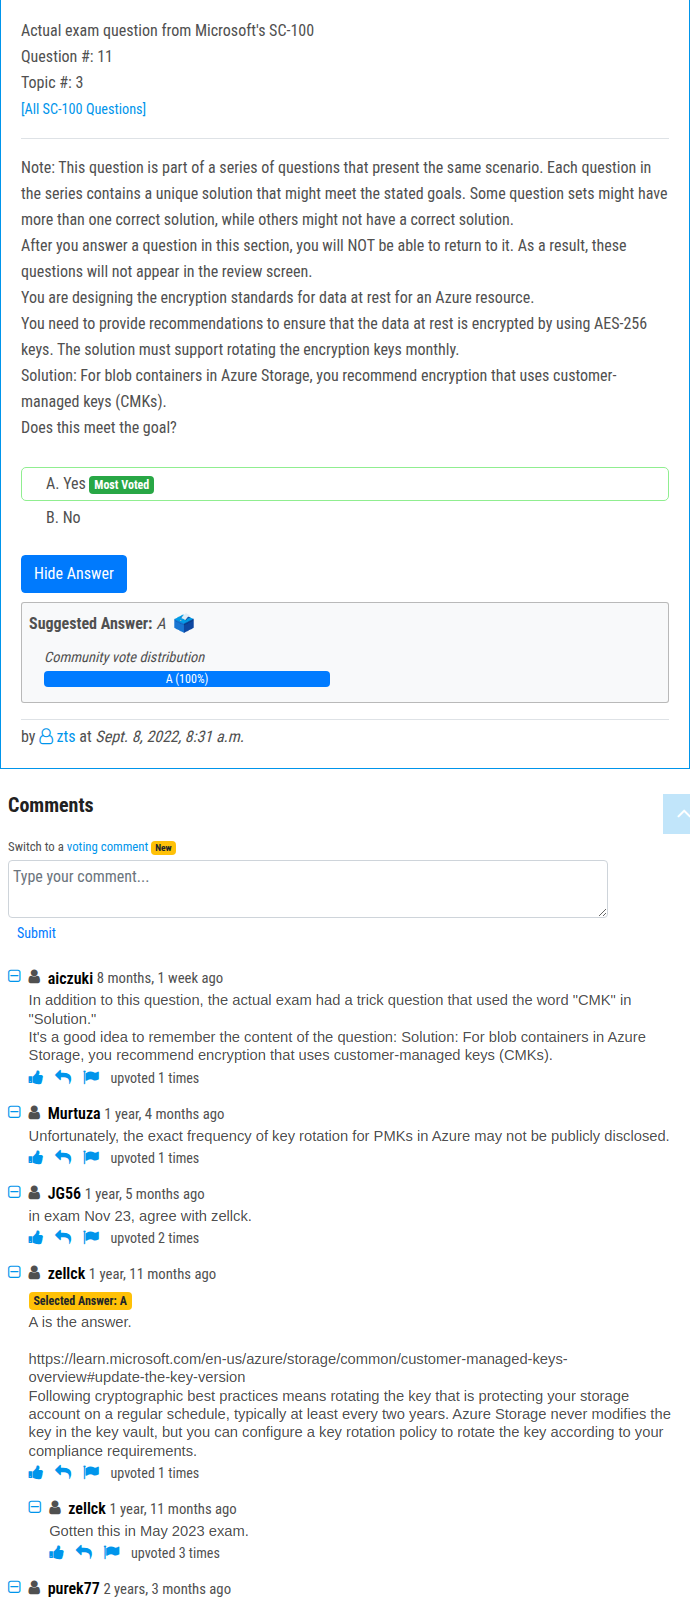 Actual exam question from Microsoft's SC-100
Question #: 11
Topic #: 3
[All SC-100 Questions]
Note: This question is part of a series of questions that present the same scenario. Each question in
the series contains a unique solution that might meet the stated goals. Some question sets might have
more than one correct solution, while others might not have a correct solution.
After you answer a question in this section, you will NOT be able to return to it. As a result, these
questions will not appear in the review screen.
You are designing the encryption standards for data at rest for an Azure resource.
You need to provide recommendations to ensure that the data at rest is encrypted by using AES-256
keys. The solution must support rotating the encryption keys monthly.
Solution: For blob containers in Azure Storage, you recommend encryption that uses customer-
managed keys (CMKs).
Does this meet the goal?
A. Yes Most Voted
B. No
Hide Answer
Suggested Answer: A
Community vote distribution
A (100%)
by zts at Sept. 8, 2022, 8:31 a.m.
Comments
Switch to a voting comment New
Type your comment...
Submit
aiczuki 8 months, 1 week ago
In addition to this question, the actual exam had a trick question that used the word "CMK" in
"Solution."
It's a good idea to remember the content of the question: Solution: For blob containers in Azure
Storage, you recommend encryption that uses customer-managed keys (CMKs).
upvoted 1 times
Murtuza 1 year, 4 months ago
Unfortunately, the exact frequency of key rotation for PMKs in Azure may not be publicly disclosed.
upvoted 1 times
JG56 1 year, 5 months ago
in exam Nov 23, agree with zellck.
upvoted 2 times
zellck 1 year, 11 months ago
Selected Answer: A
A is the answer.
https://learn.microsoft.com/en-us/azure/storage/common/customer-managed-keys-
overview#update-the-key-version
Following cryptographic best practices means rotating the key that is protecting your storage
account on a regular schedule, typically at least every two years. Azure Storage never modifies the
key in the key vault, but you can configure a key rotation policy to rotate the key according to your
compliance requirements.
upvoted 1 times
zellck 1 year, 11 months ago
Gotten this in May 2023 exam.
upvoted 3 times
purek77 2 years, 3 months ago